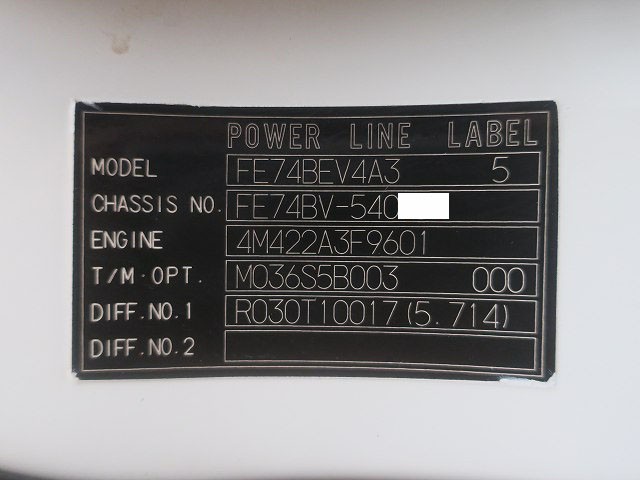 POWER LINE LABEL
MODEL FE74BEV4A3 5
CHASSIS NO. FE74BV-540
ENGINE 4M422A3F9601
T/M·OPT. M036S5B003 000
DIFF.NO.1 R030T10017(5.714)
DIFF.NO.2